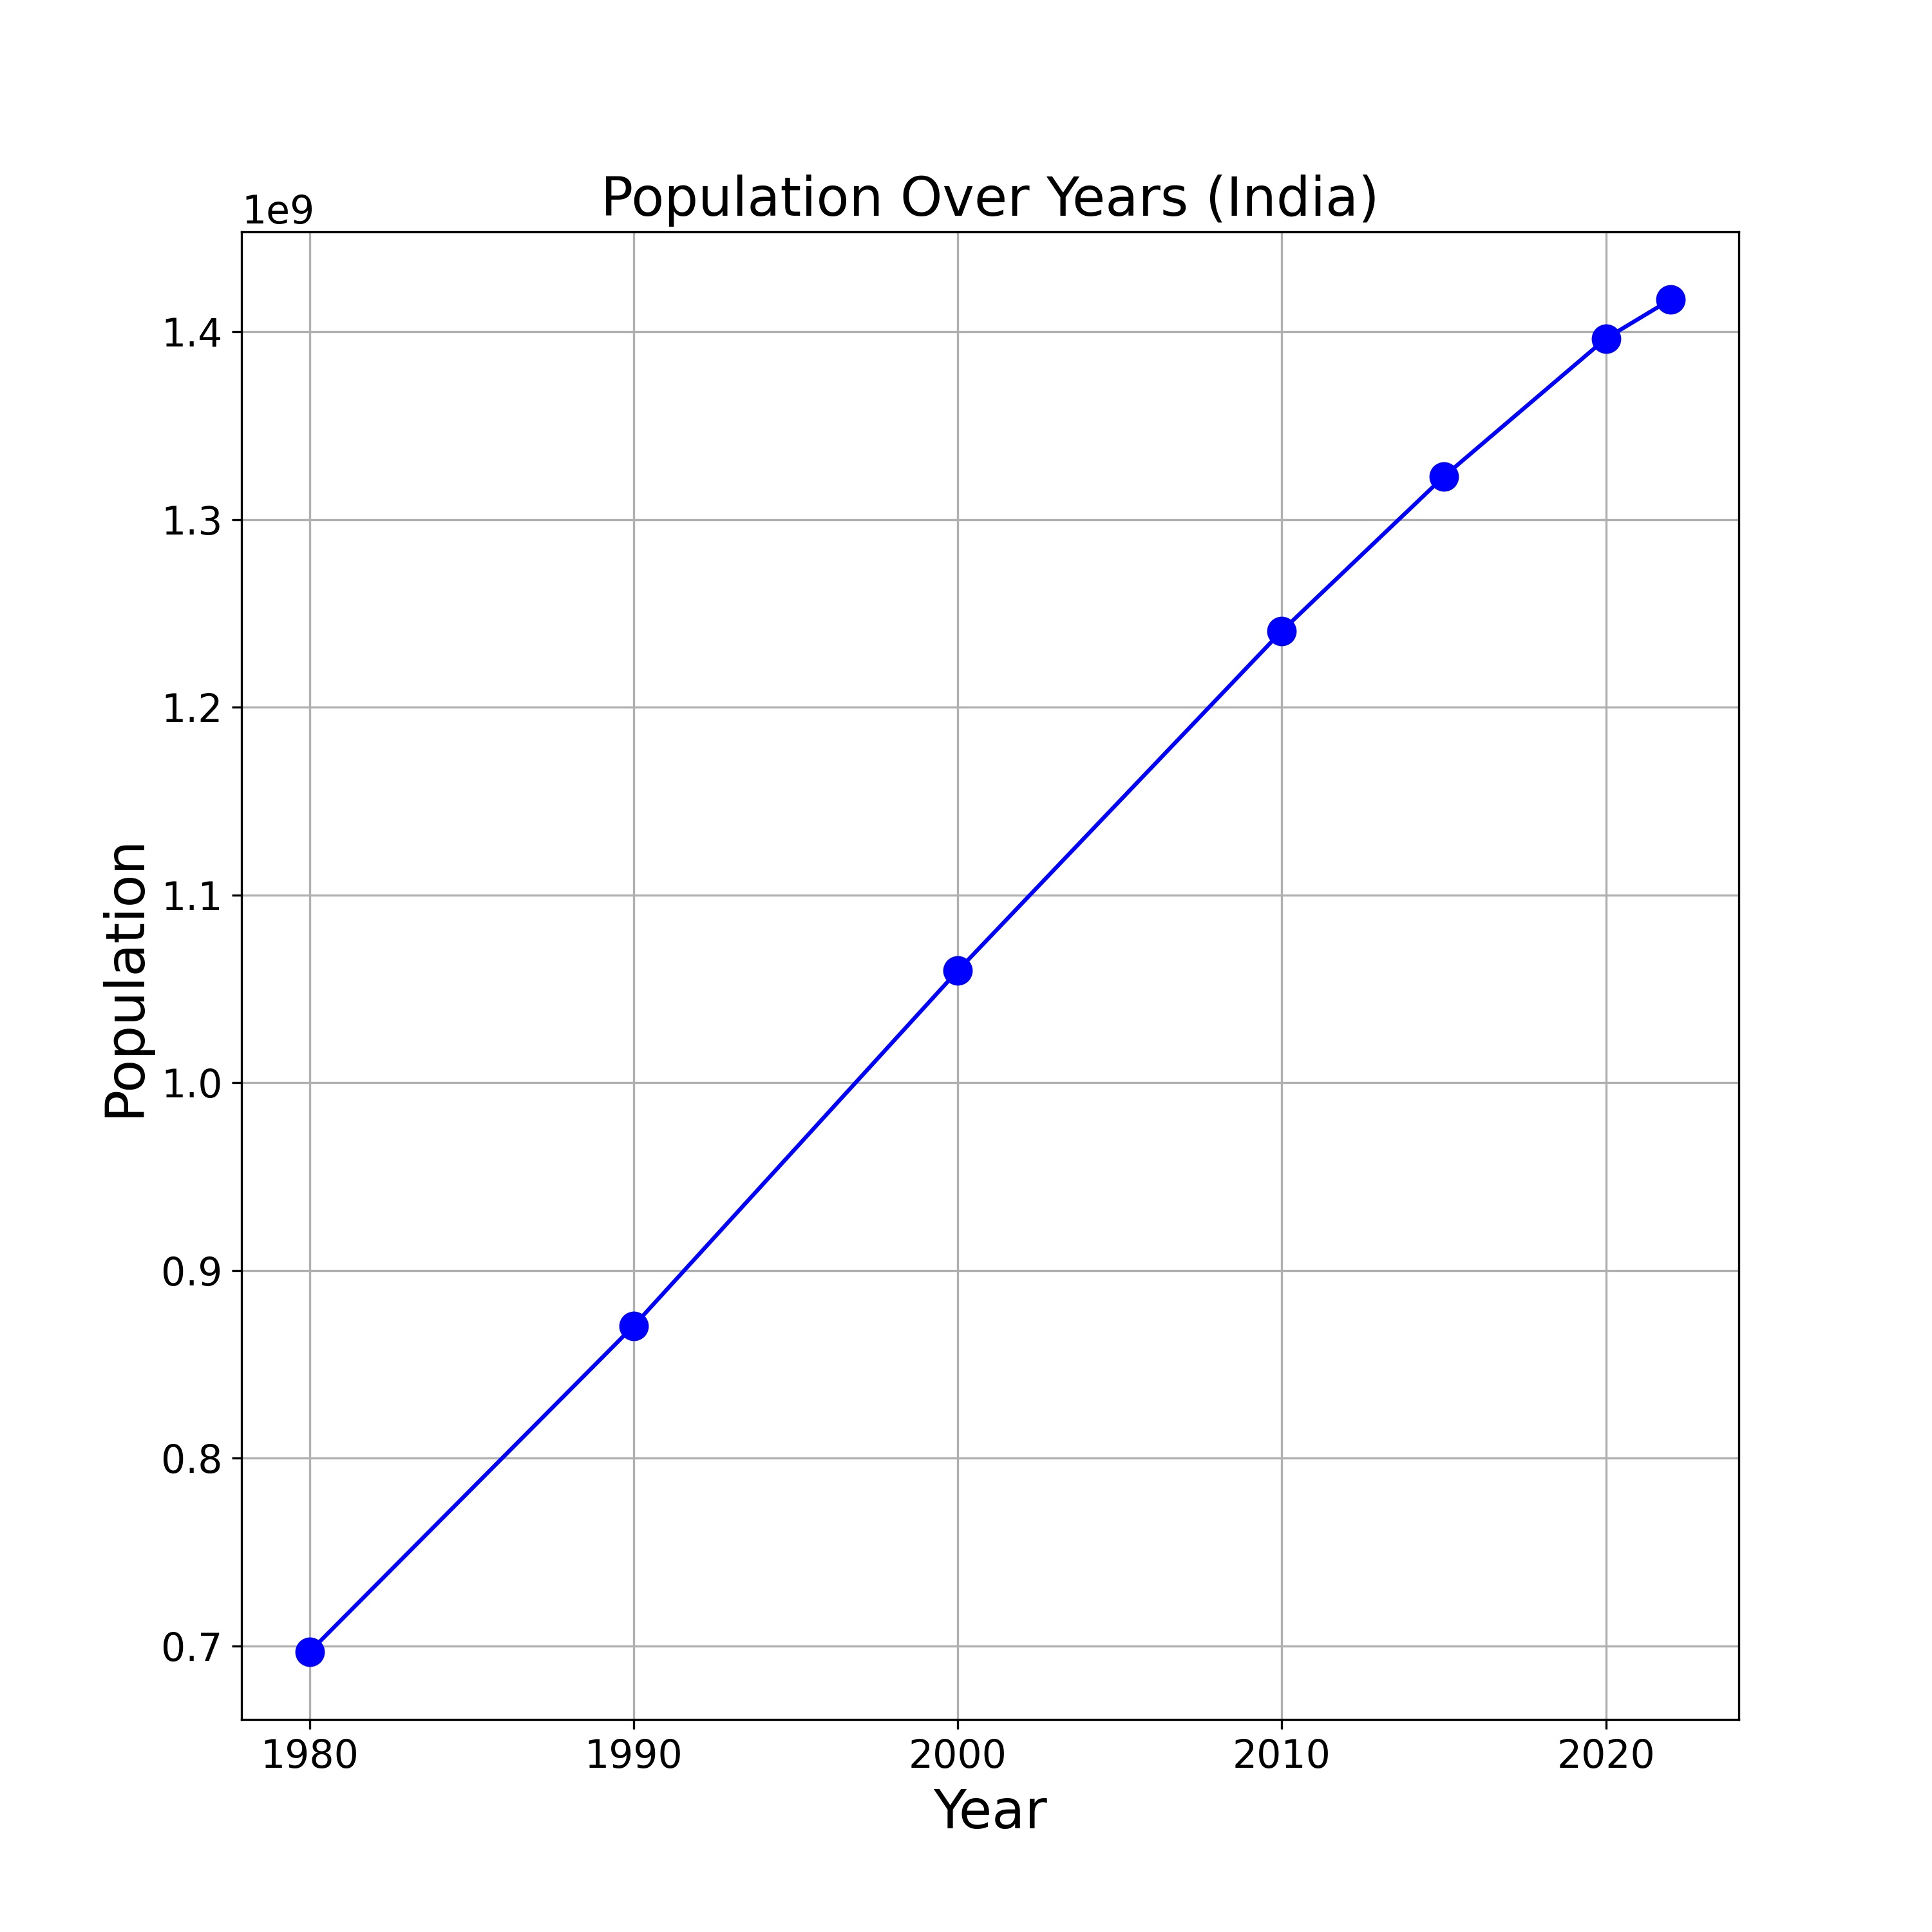 Population Over Years (India)
1e9
1.4
1.3
1.2
1.1
1.0
0.9
0.8
0.7
Population
1980 1990 2000 2010 2020
Year